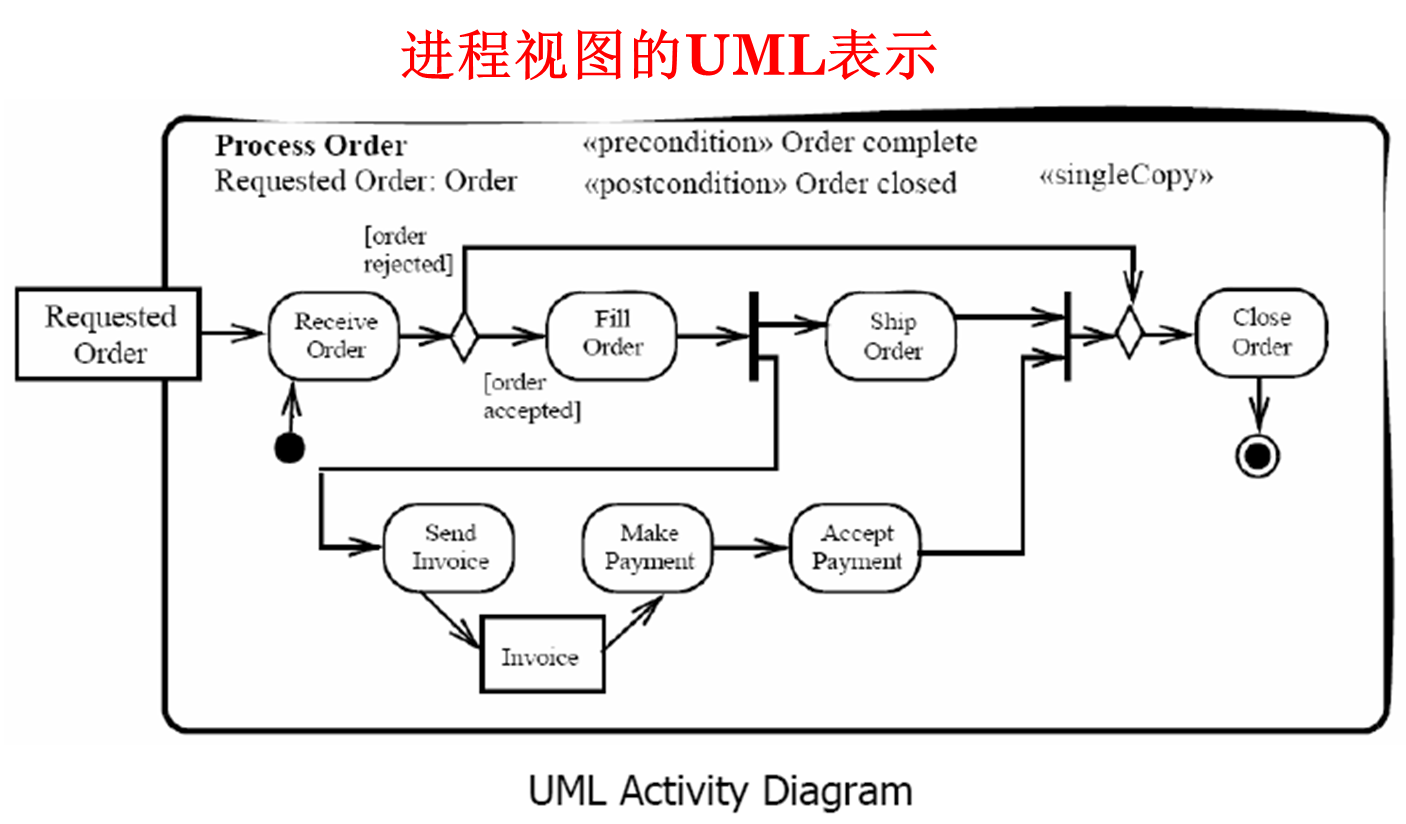 进程视图的UML表示
Process Order
«precondition» Order complete
Requested Order: Order
«postcondition» Order closed
«singleCopy»
[order
rejected]
Requested
Order
Receive
Order
Fill
Order
Ship
Order
Close
Order
[order
accepted]
Send
Invoice
Make
Payment
Accept
Payment
Invoice
UML Activity Diagram